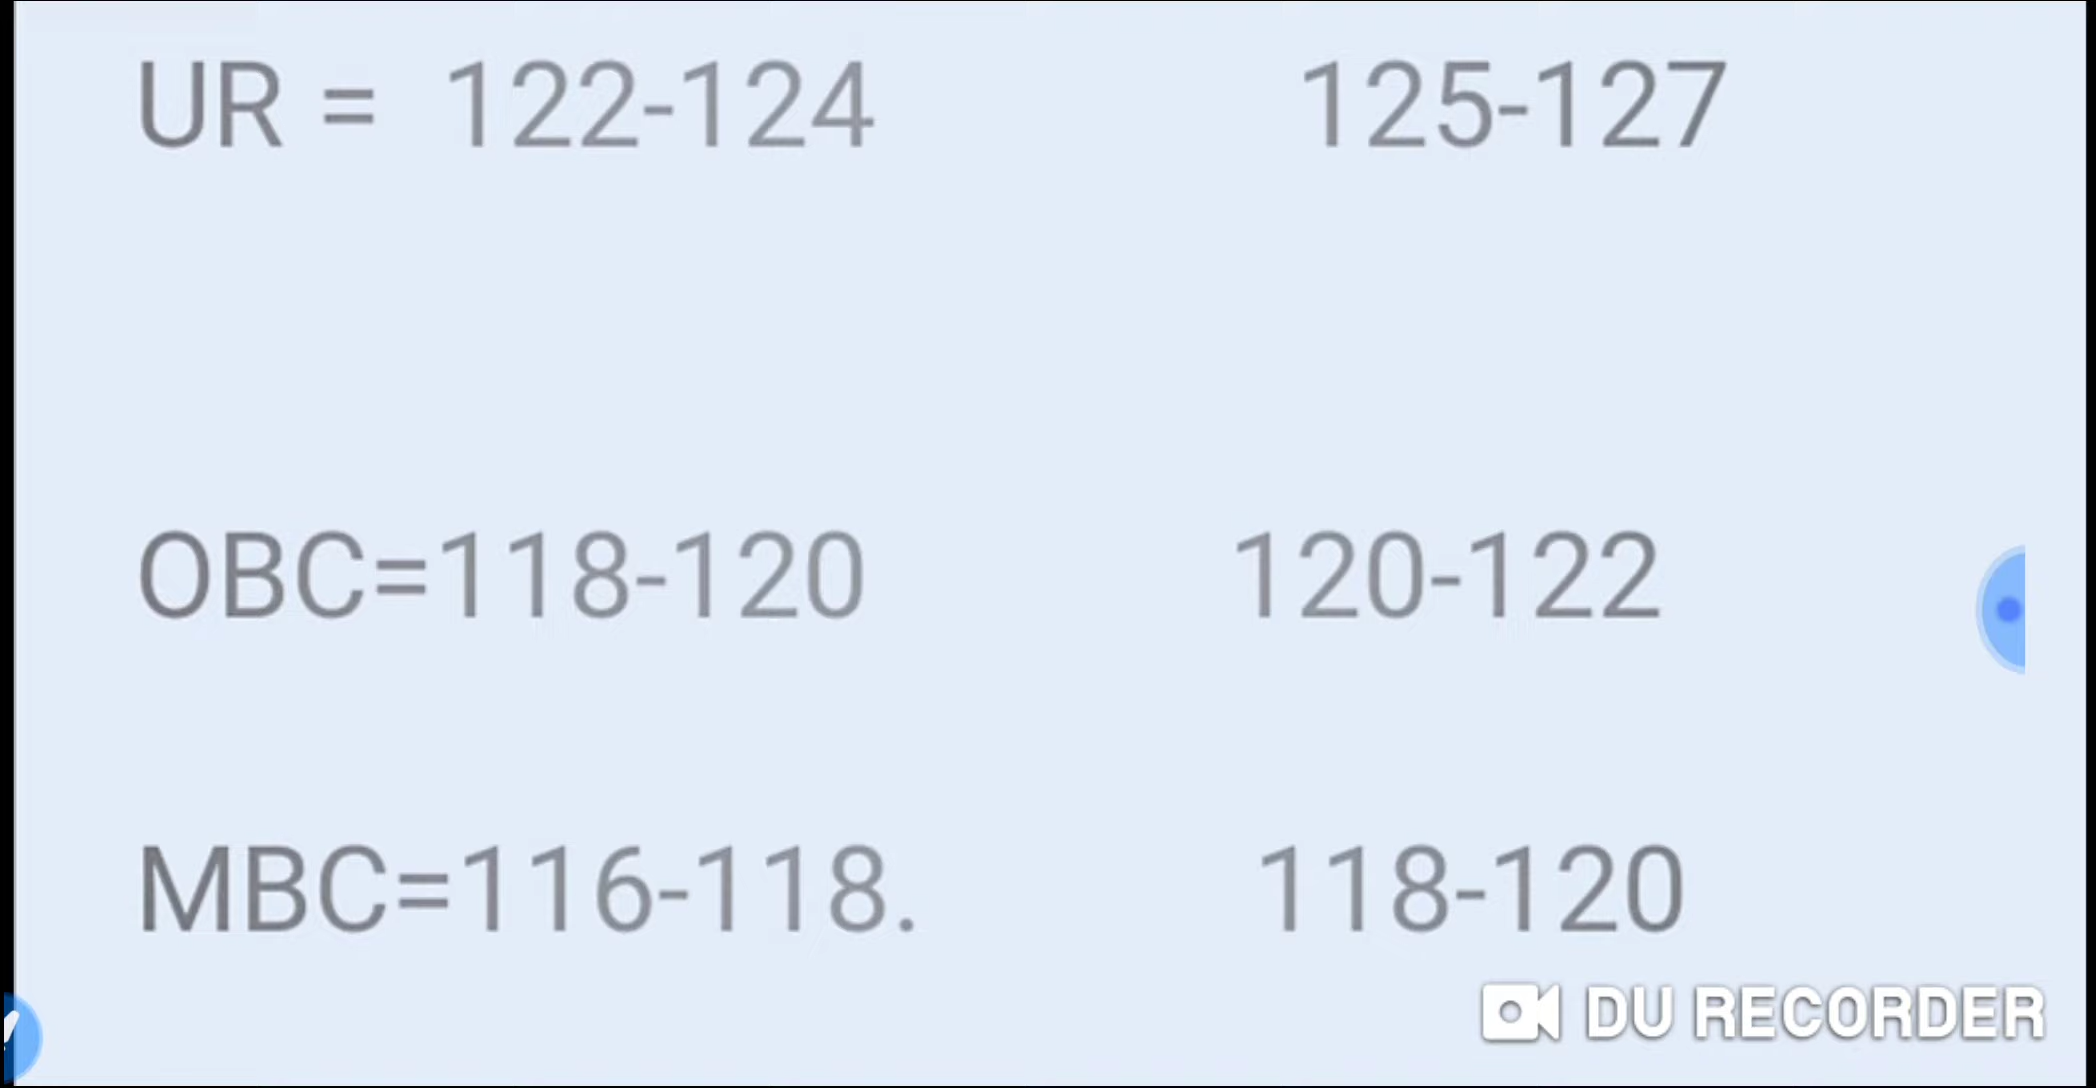 UR = 122-124 125-127
OBC=118-120 120-122
MBC=116-118. 118-120
DU RECORDER